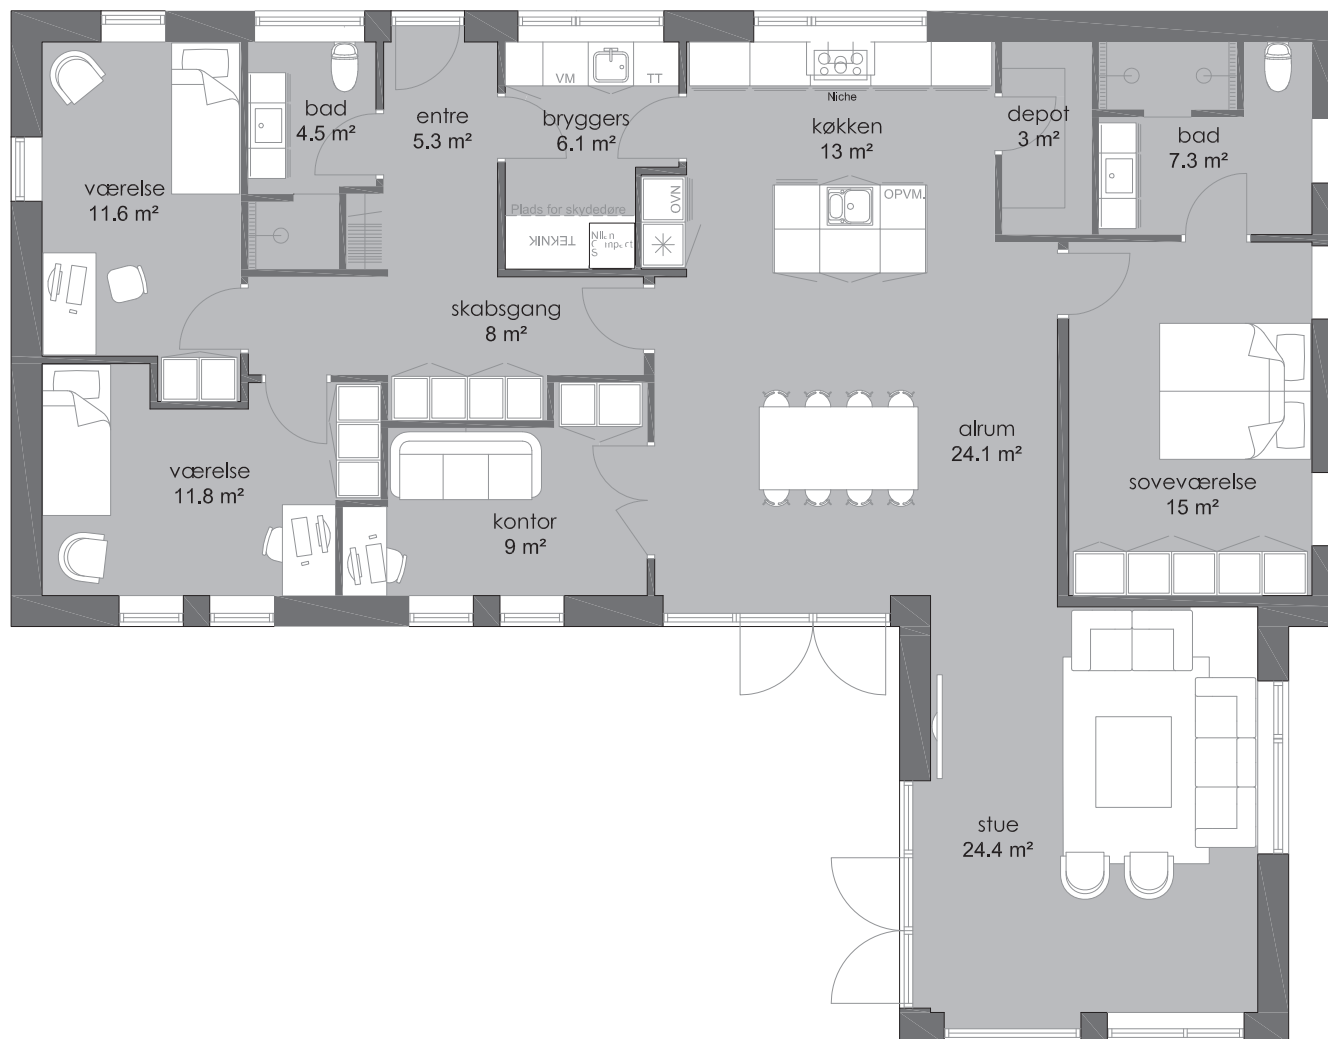 værelse
11.6 m²
bad
4.5 m²
entre
5.3 m²
VM
TT
bryggers
6.1 m²
Plads for skydedøre
TEKNIK
OVN
Niche
køkken
13 m²
OPVM.
depot
3 m²
bad
7.3 m²
skabsgang
8 m²
værelse
11.8 m²
kontor
9 m²
alrum
24.1 m²
soveværelse
15 m²
stue
24.4 m²